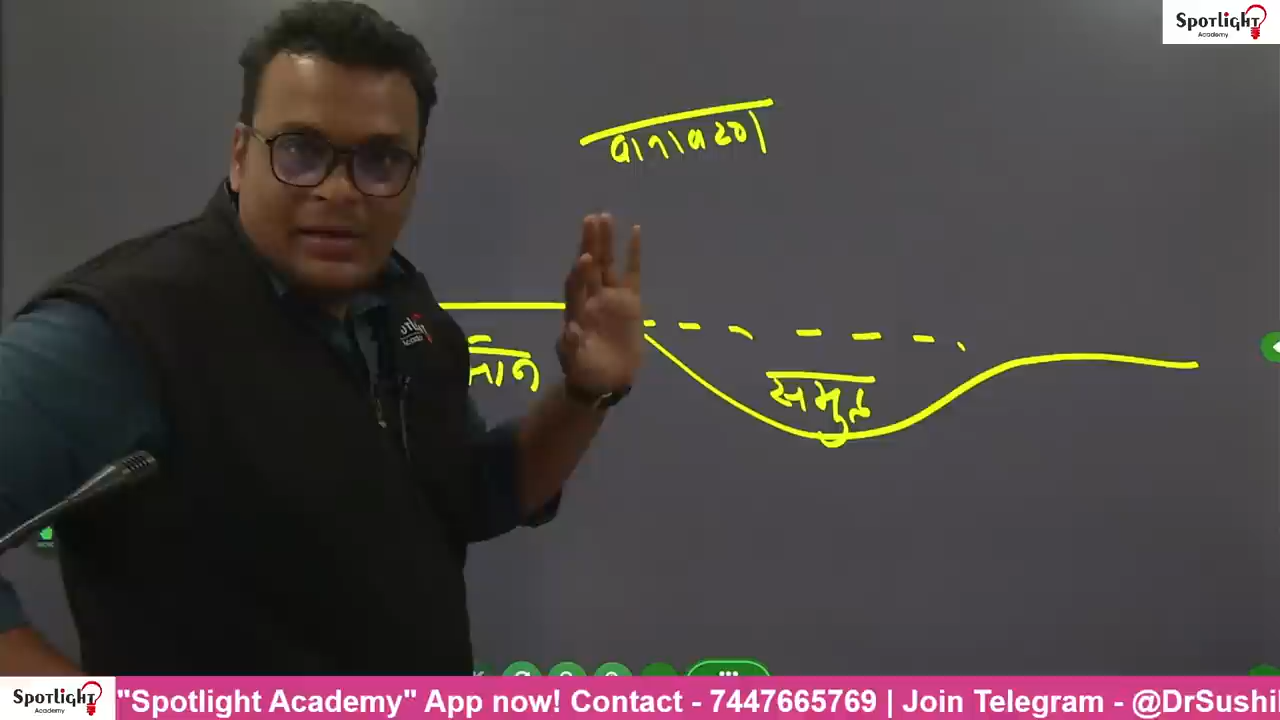 Spotlight
Academy
वातावरण
समुद्र
Spotlight
Academy
"Spotlight Academy" App now! Contact - 7447665769 | Join Telegram - @DrSushil